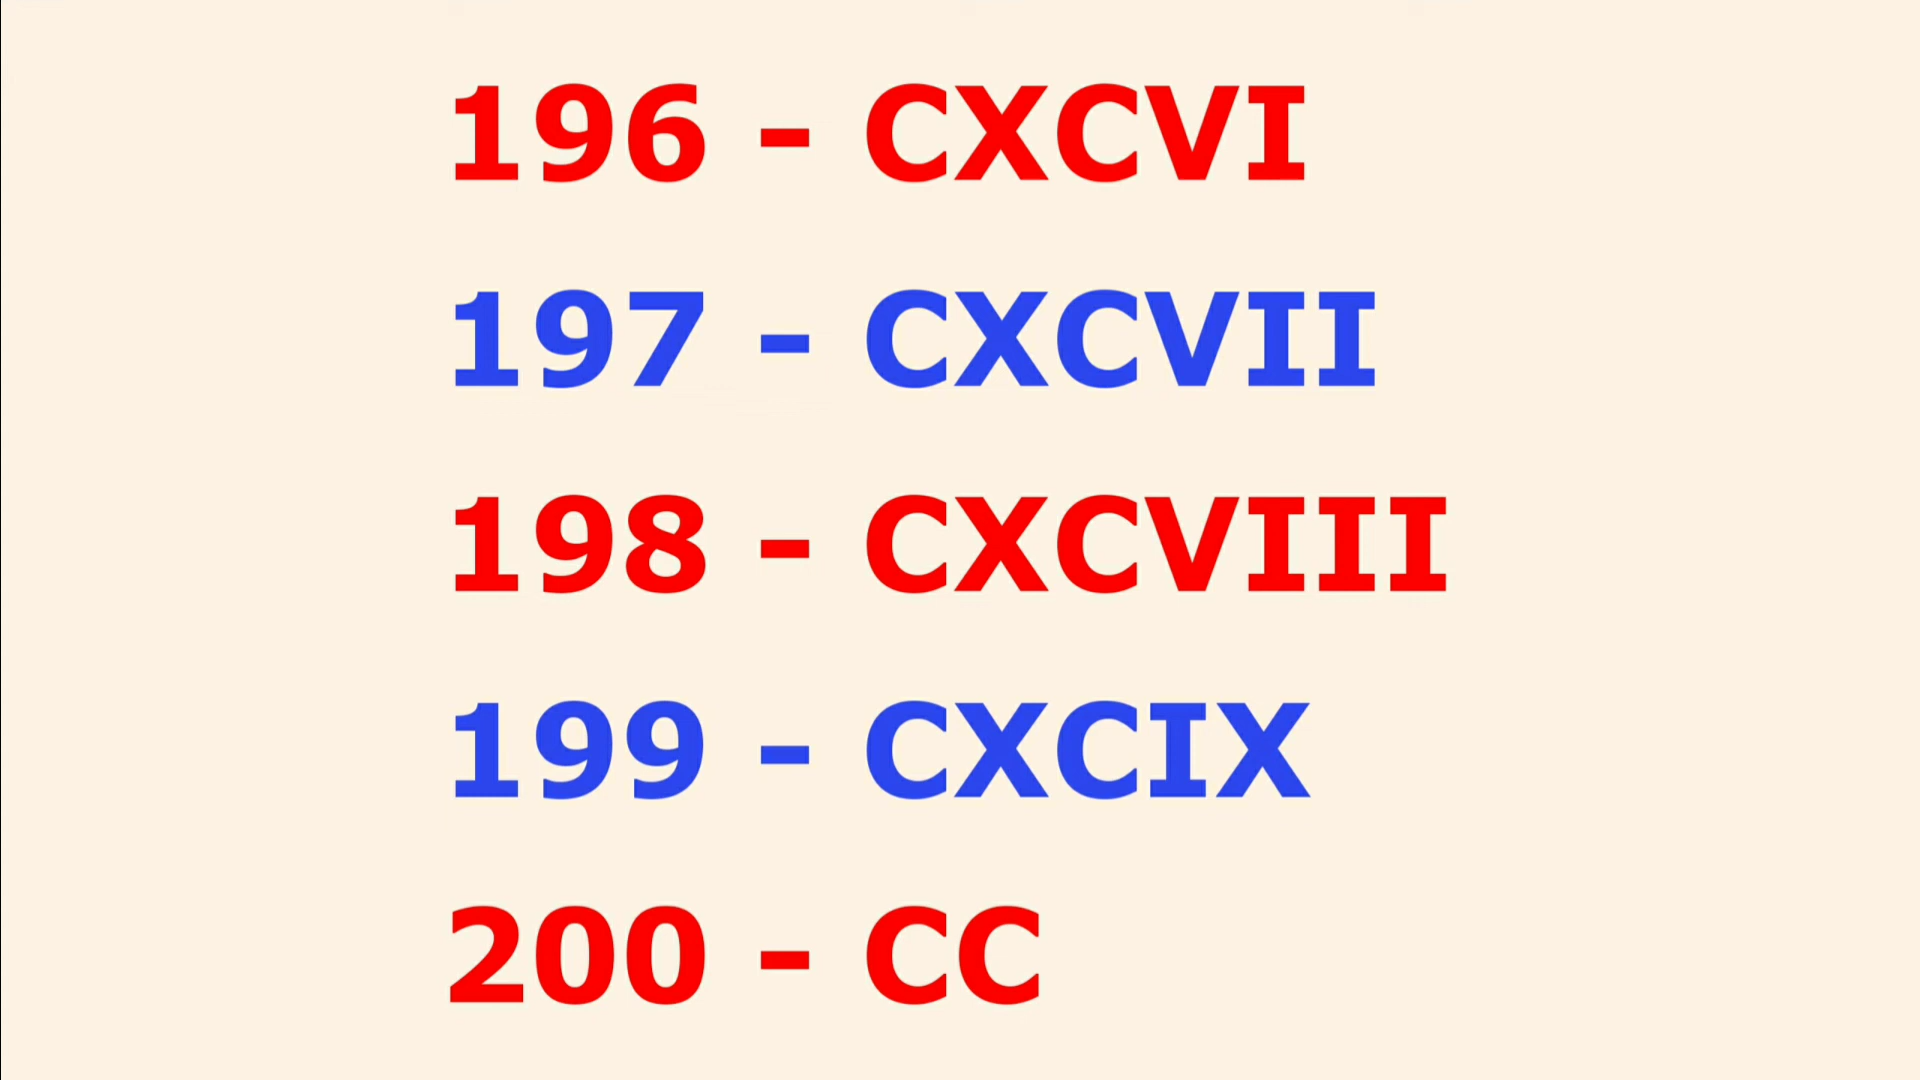 196 - CXCVI
197 - CXCVII
198 - CXCVIII
199 - CXCIX
200 - CC